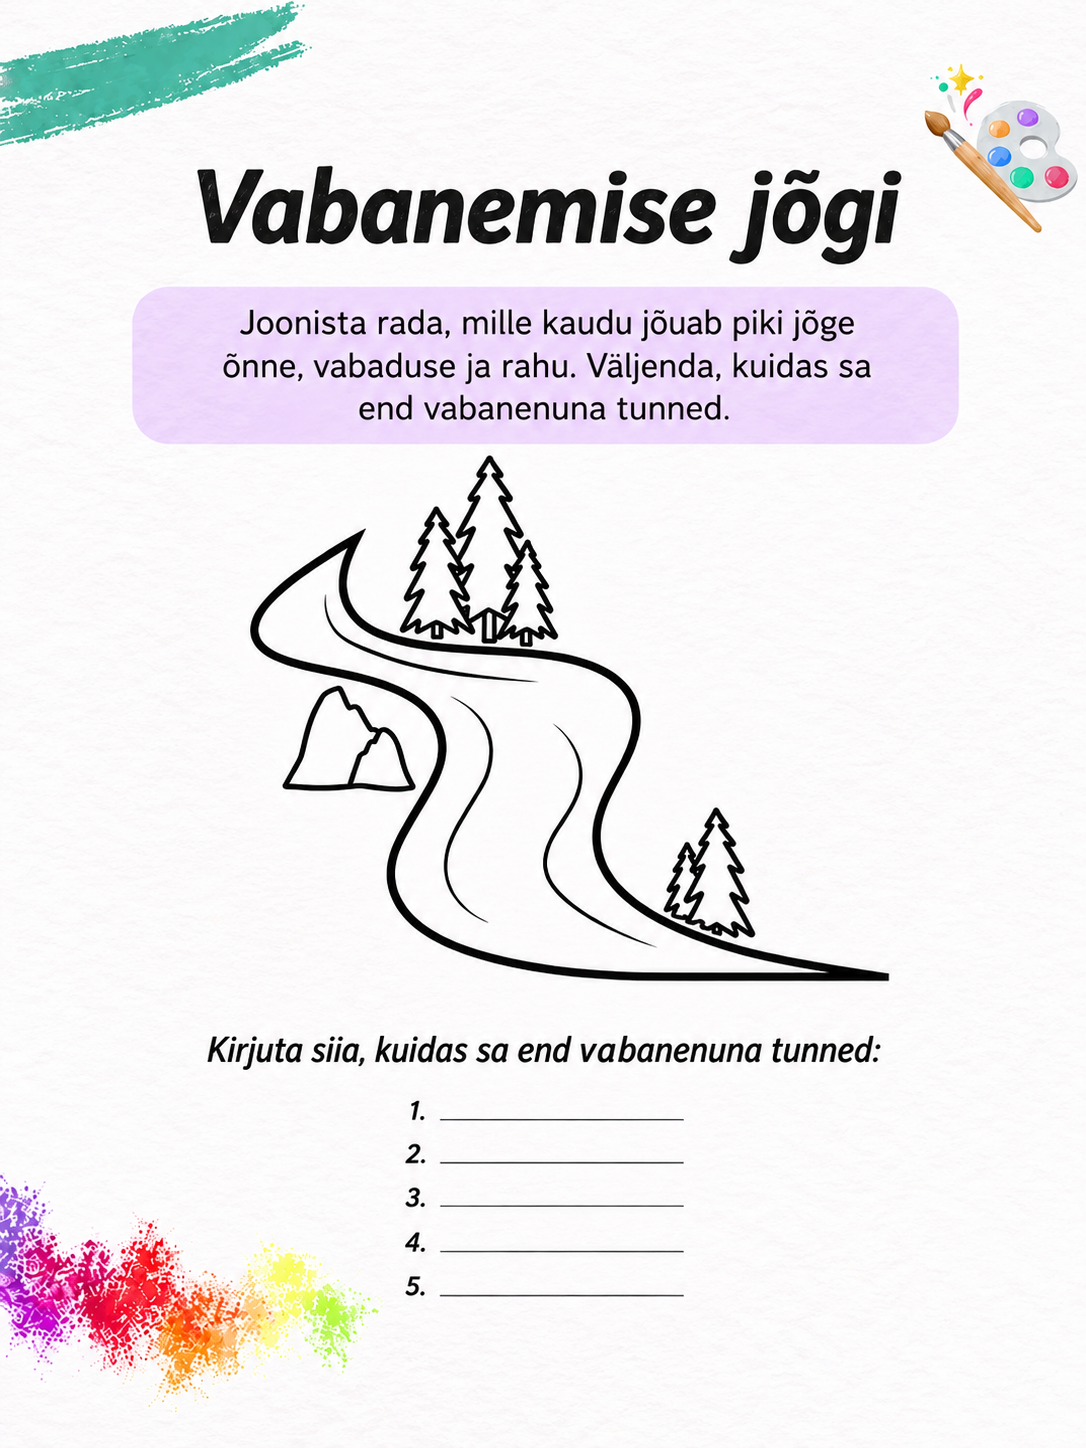 Vabanemise jõgi
Joonista rada, mille kaudu jõuab piki jõge
õnne, vabaduse ja rahu. Väljenda, kuidas sa
end vabanenuna tunned.
Kirjuta siia, kuidas sa end vabanenuna tunned:
1.
2.
3.
4.
5.